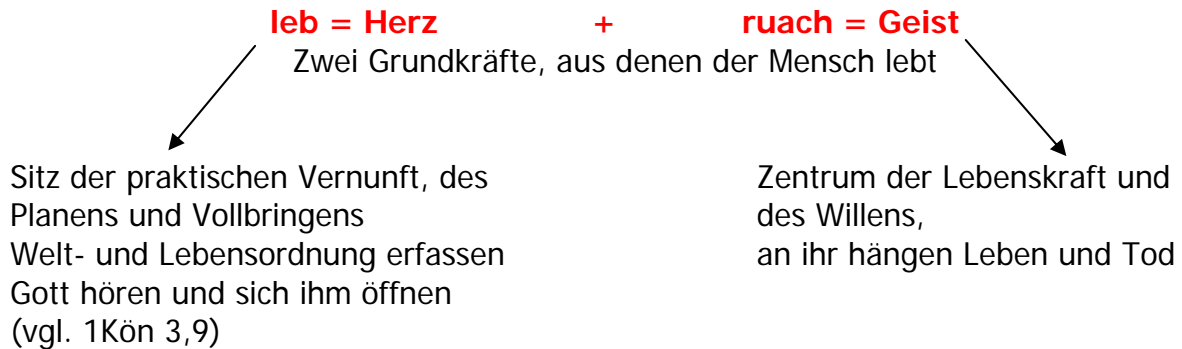 leb = Herz + ruach = Geist
Zwei Grundkräfte, aus denen der Mensch lebt
Sitz der praktischen Vernunft, des
Planens und Vollbringens
Welt- und Lebensordnung erfassen
Gott hören und sich ihm öffnen
(vgl. 1Kön 3,9)
Zentrum der Lebenskraft und
des Willens,
an ihr hängen Leben und Tod